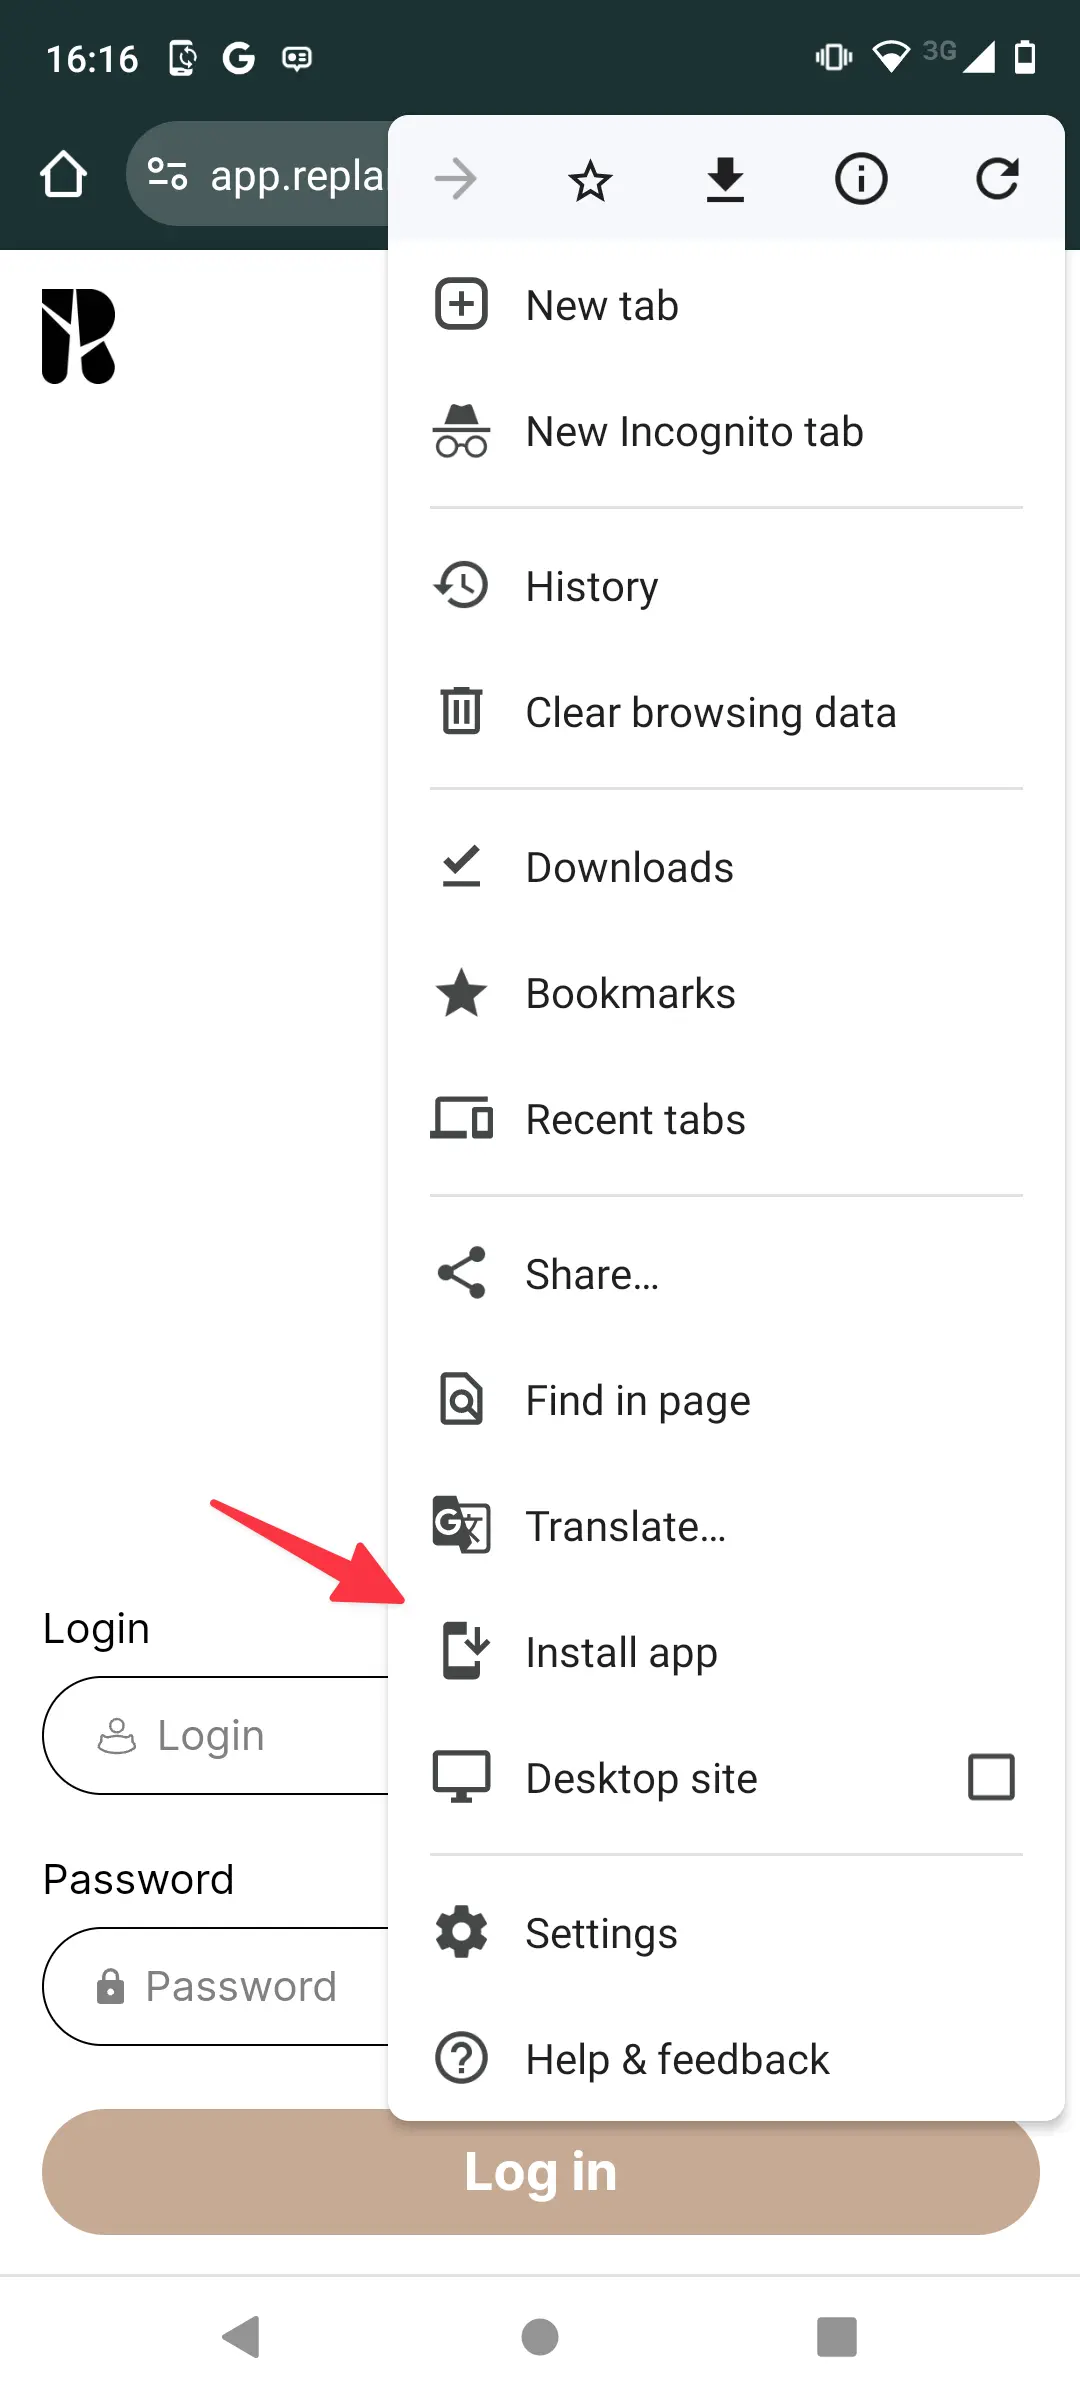 16:16
3G
app.repla
New tab
New Incognito tab
History
Clear browsing data
Downloads
Bookmarks
Recent tabs
Share...
Find in page
Translate...
Install app
Desktop site
Settings
Help & feedback
Login
Login
Password
Password
Log in